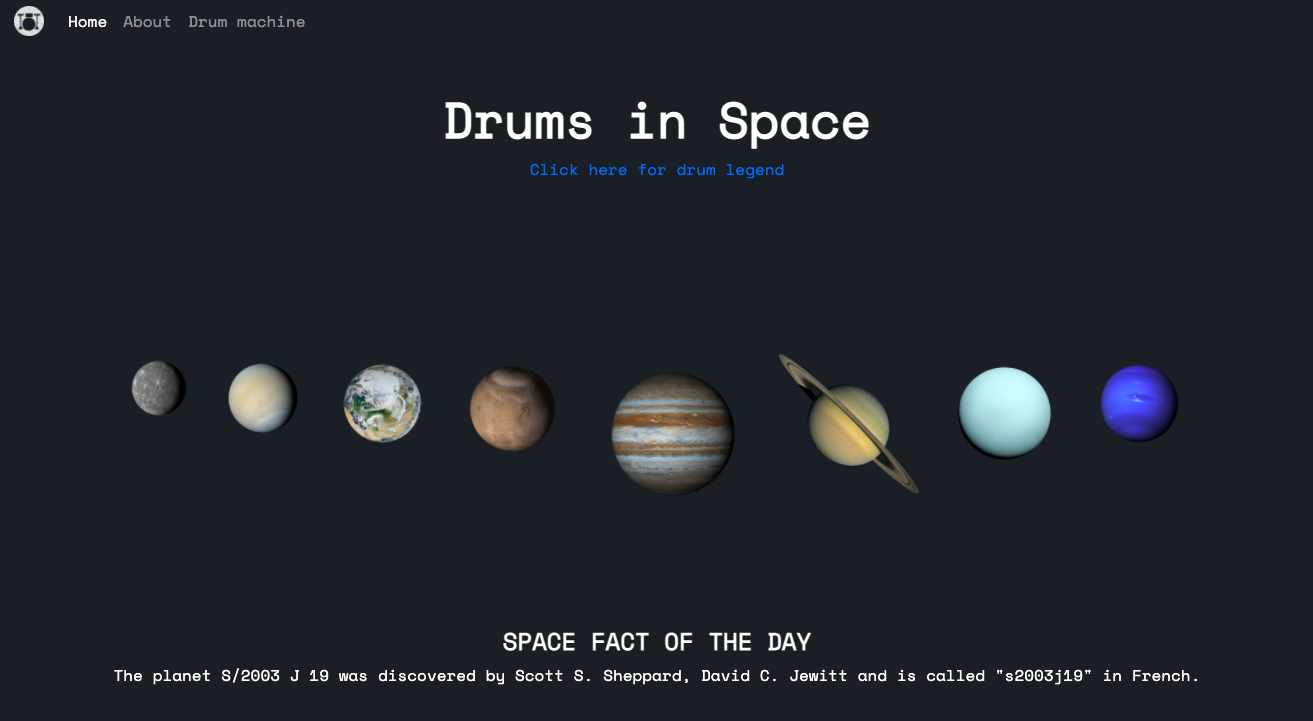 Home About Drum machine
Drums in Space
Click here for drum legend
SPACE FACT OF THE DAY
The planet S/2003 J 19 was discovered by Scott S. Sheppard, David C. Jewitt and is called "s2003j19" in French.